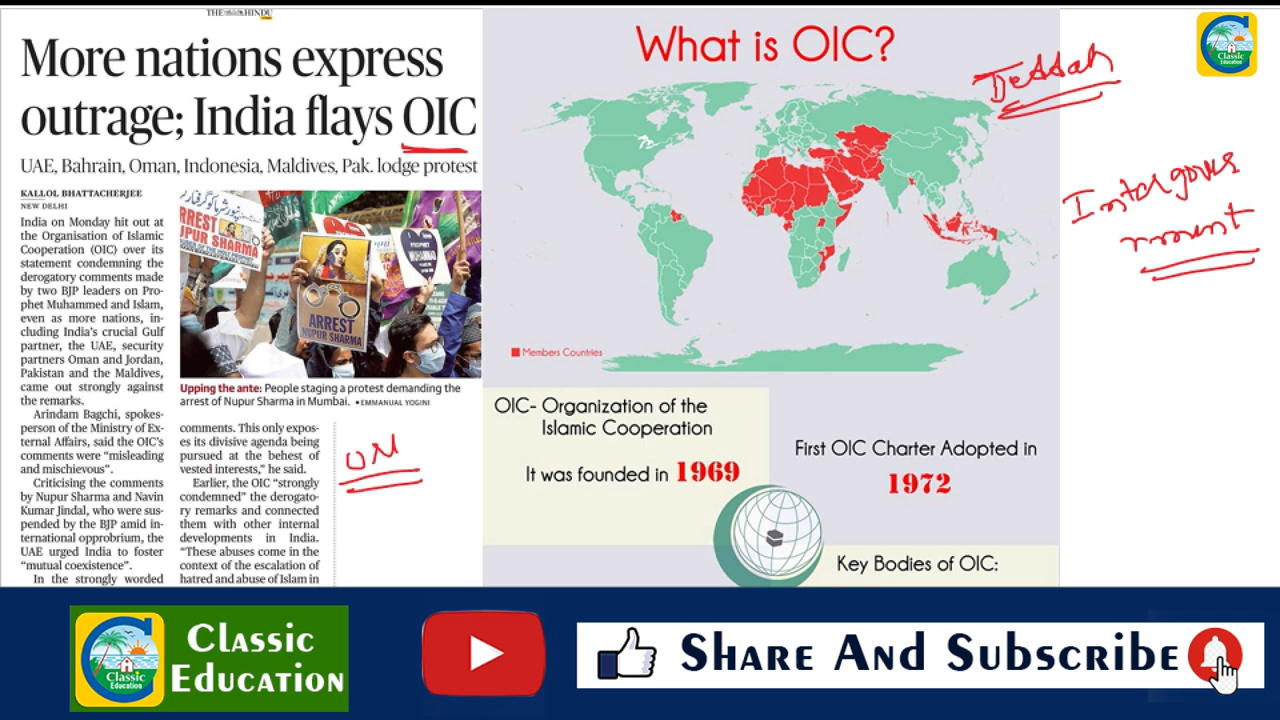 THE HINDU
More nations express
outrage; India flays OIC
UAE, Bahrain, Oman, Indonesia, Maldives, Pak. lodge protest
KALLOL BHATTACHERJEE
NEW DELHI
India on Monday hit out at
the Organisation of Islamic
Cooperation (OIC) over its
statement condemning the
derogatory comments made
by two BJP leaders on Pro-
phet Muhammed and Islam,
even as more nations, in-
cluding India's crucial Gulf
partner, the UAE, security
partners Oman and Jordan,
Pakistan and the Maldives,
came out strongly against
the remarks.
Arindam Bagchi, spokes-
person of the Ministry of Ex-
ternal Affairs, said the OIC's
comments were "misleading
and mischievous".
Criticising the comments
by Nupur Sharma and Navin
Kumar Jindal, who were sus-
pended by the BJP amid in-
ternational opprobrium, the
UAE urged India to foster
"mutual coexistence".
In the strongly worded
ARREST
NUPUR SHARMA
ARREST
NUPUR SHARMA
Upping the ante: People staging a protest demanding the
arrest of Nupur Sharma in Mumbai. • EMMANUAL YOGINI
comments. This only expos-
es its divisive agenda being
pursued at the behest of
vested interests," he said.
Earlier, the OIC "strongly
condemned" the derogato-
ry remarks and connected
them with other internal
developments in India.
"These abuses come in the
context of the escalation of
hatred and abuse of Islam in
UN
What is OIC?
Members Countries
OIC- Organization of the
Islamic Cooperation
It was founded in 1969
First OIC Charter Adopted in
1972
Key Bodies of OIC:
Jeddah
Intergover
nment
Classic
Education
Classic
Education
Classic
Education
Share And Subscribe